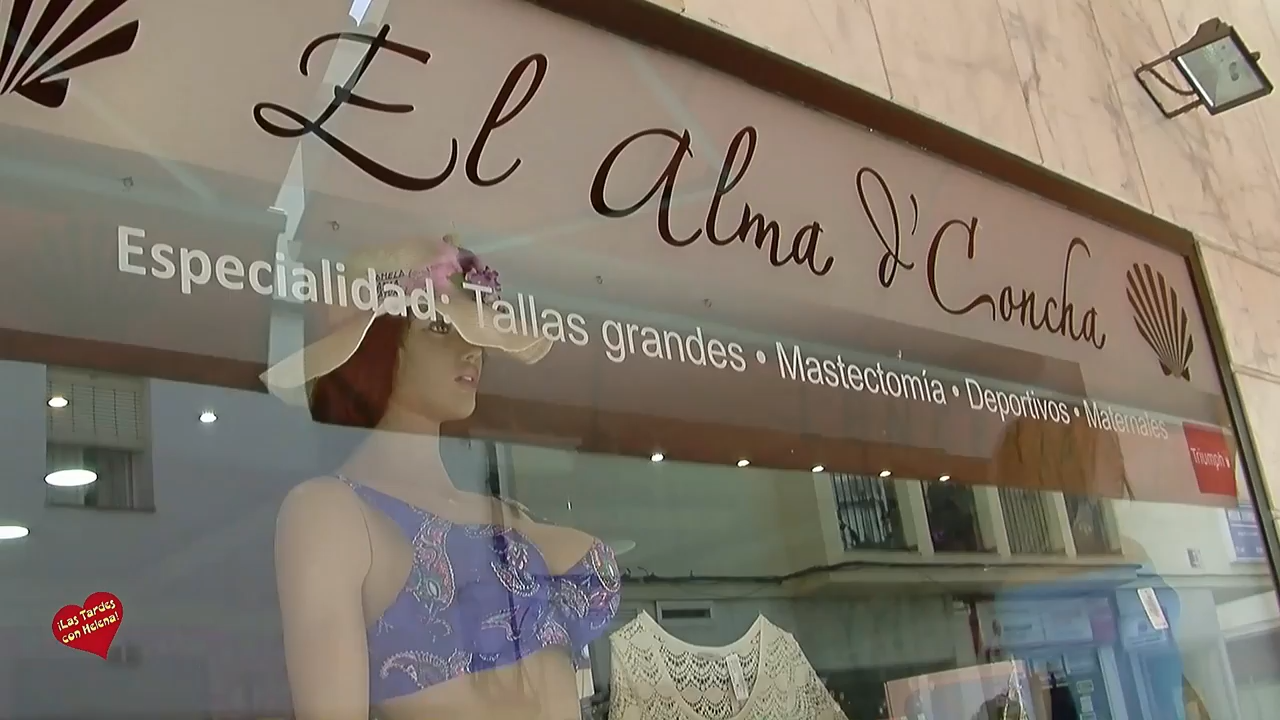 El Alma d'Concha
Especialidad: Tallas grandes • Mastectomía • Deportivos • Maternales
Triumph
¡Las Tardes
con Helena!